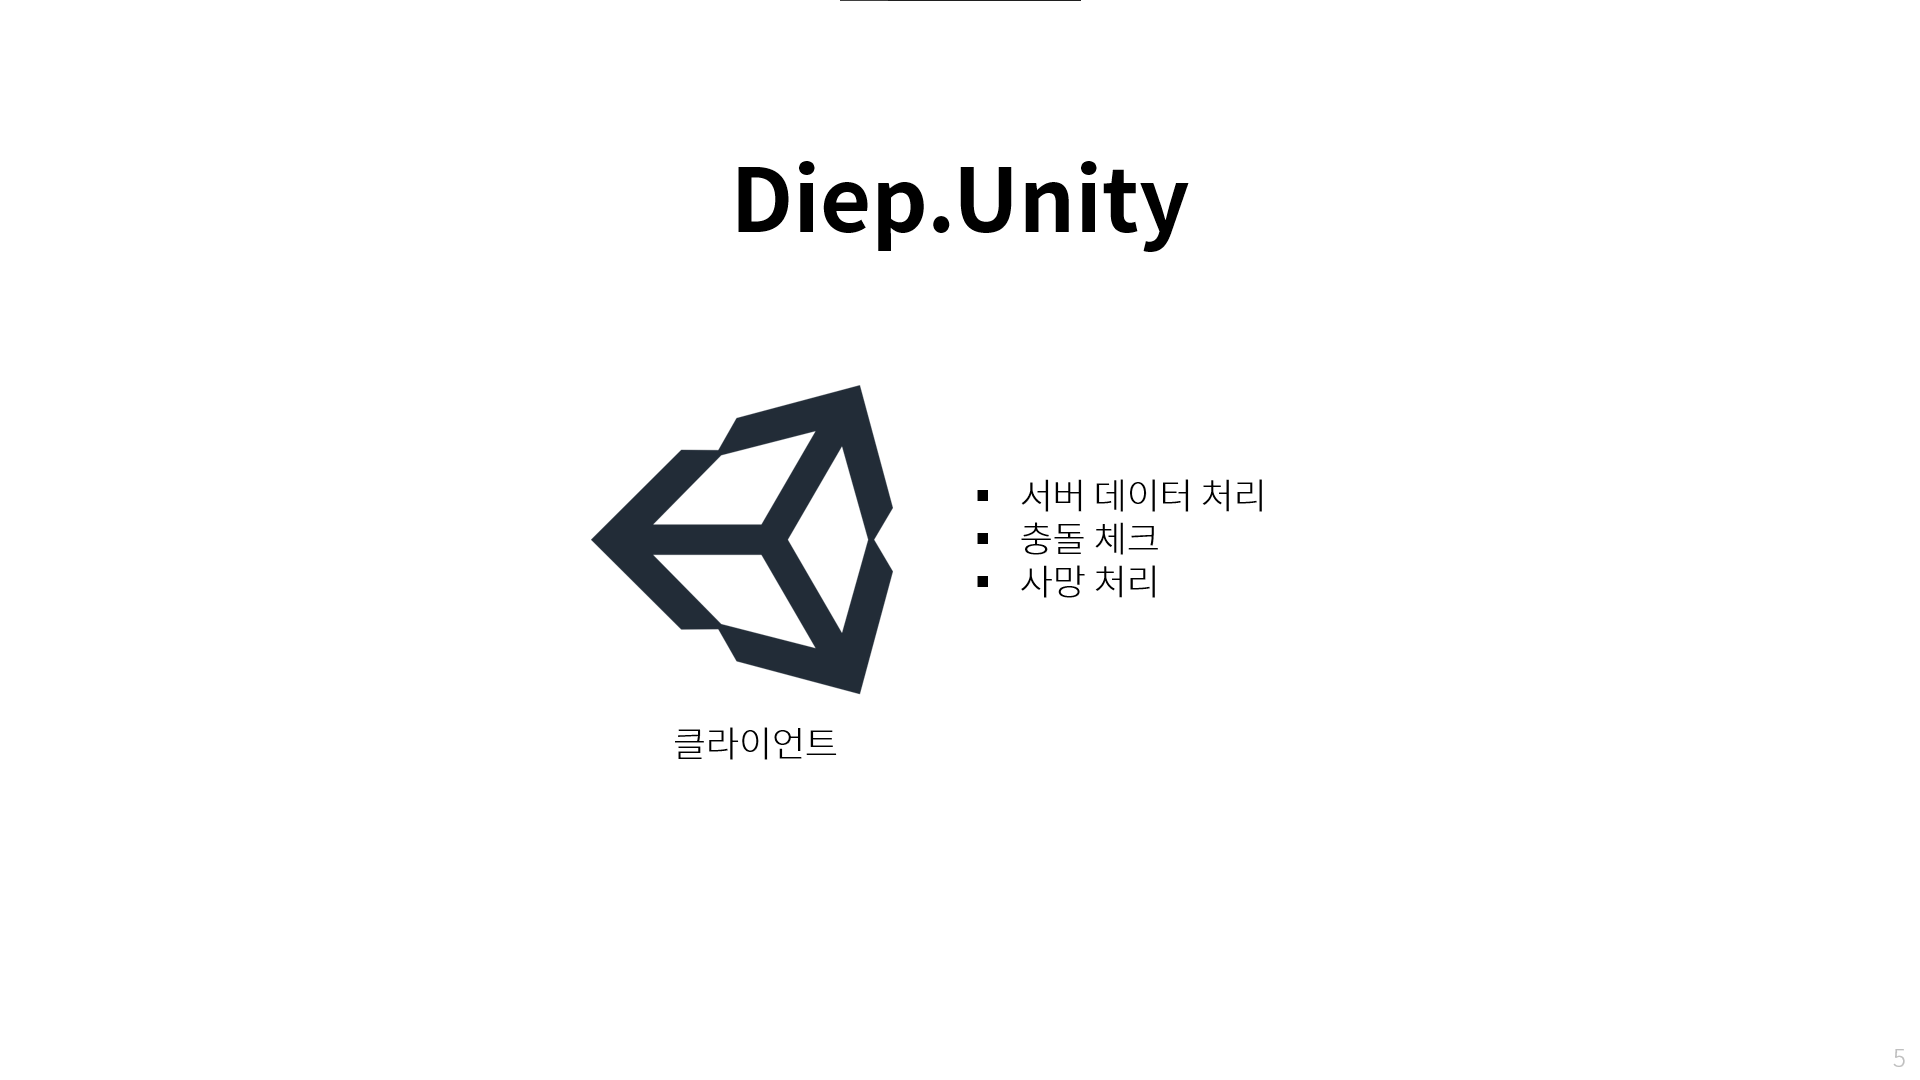 Diep.Unity
▪ 서버 데이터 처리
▪ 충돌 체크
▪ 사망 처리
클라이언트
5